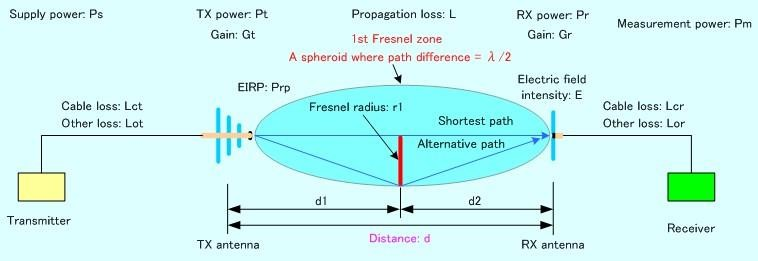 Supply power: Ps
TX power: Pt
Gain: Gt
Propagation loss: L
RX power: Pr
Gain: Gr
Measurement power: Pm
1st Fresnel zone
A spheroid where path difference = λ/2
EIRP: Prp
Electric field
intensity: E
Cable loss: Lct
Other loss: Lot
Fresnel radius: r1
Shortest path
Alternative path
Cable loss: Lcr
Other loss: Lor
Transmitter
d1
d2
Receiver
TX antenna
Distance: d
RX antenna